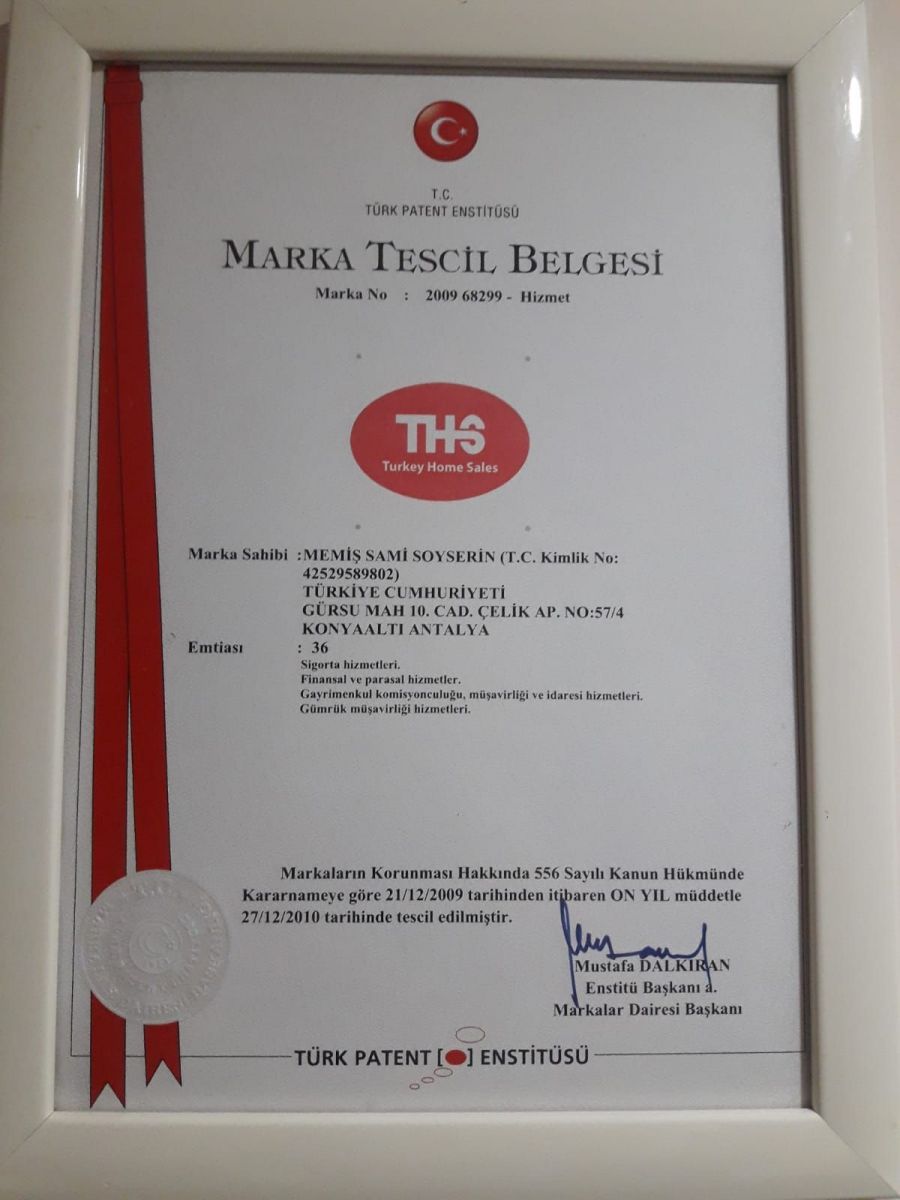 T.C.
TÜRK PATENT ENSTİTÜSÜ
MARKA TESCİL BELGESİ
Marka No : 2009 68299 - Hizmet
THS
Turkey Home Sales
Marka Sahibi :MEMİŞ SAMİ SOYSERİN (T.C. Kimlik No:
42529589802)
TÜRKİYE CUMHURİYETİ
GÜRSU MAH 10. CAD. ÇELİK AP. NO:57/4
KONYAALTI ANTALYA
Emtiası : 36
Sigorta hizmetleri.
Finansal ve parasal hizmetler.
Gayrimenkul komisyonculuğu, müşavirliği ve idaresi hizmetleri.
Gümrük müşavirliği hizmetleri.
Markaların Korunması Hakkında 556 Sayılı Kanun Hükmünde
Kararnameye göre 21/12/2009 tarihinden itibaren ON YIL müddetle
27/12/2010 tarihinde tescil edilmiştir.
Mustafa DALKIRAN
Enstitü Başkanı a.
Markalar Dairesi Başkanı
TÜRK PATENT [ ] ENSTİTÜSÜ